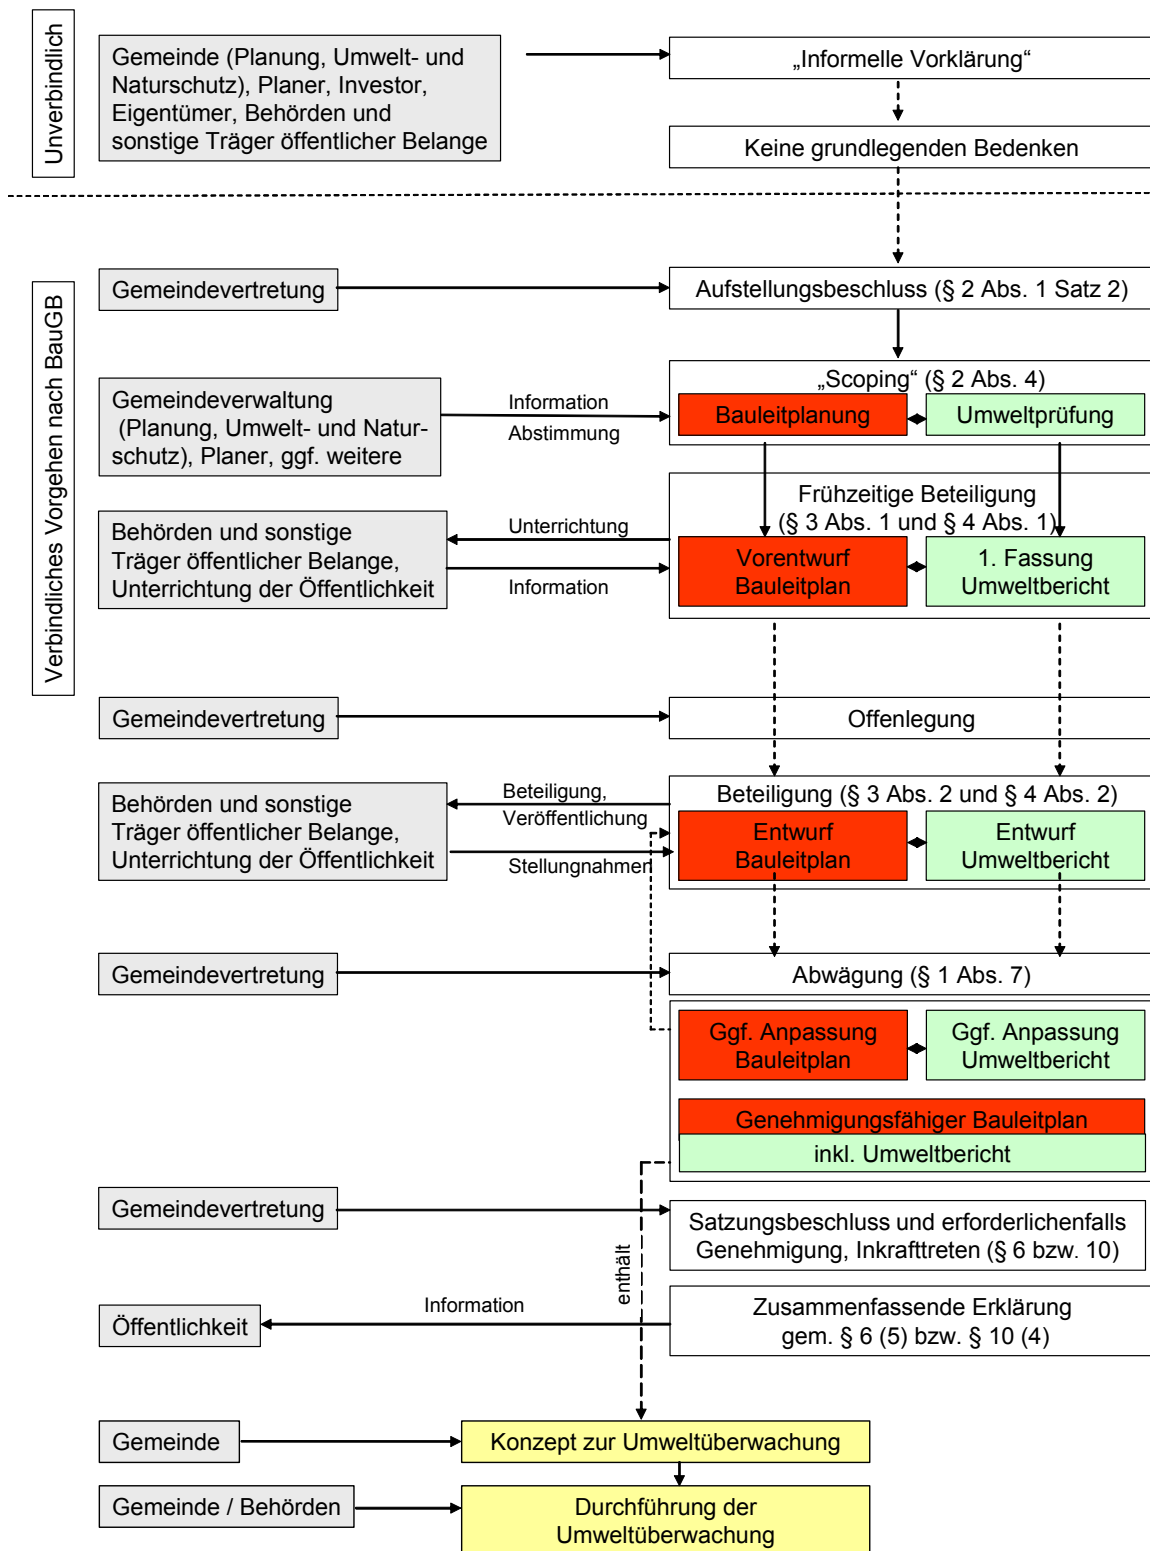 Unverbindlich
Gemeinde (Planung, Umwelt- und
Naturschutz), Planer, Investor,
Eigentümer, Behörden und
sonstige Träger öffentlicher Belange
„Informelle Vorklärung“
Keine grundlegenden Bedenken
Verbindliches Vorgehen nach BauGB
Gemeindevertretung
Aufstellungsbeschluss (§ 2 Abs. 1 Satz 2)
Gemeindeverwaltung
(Planung, Umwelt- und Natur-
schutz), Planer, ggf. weitere
Information
Abstimmung
„Scoping“ (§ 2 Abs. 4)
Bauleitplanung
Umweltprüfung
Behörden und sonstige
Träger öffentlicher Belange,
Unterrichtung der Öffentlichkeit
Unterrichtung
Information
Frühzeitige Beteiligung
(§ 3 Abs. 1 und § 4 Abs. 1)
Vorentwurf
Bauleitplan
1. Fassung
Umweltbericht
Gemeindevertretung
Offenlegung
Behörden und sonstige
Träger öffentlicher Belange,
Unterrichtung der Öffentlichkeit
Beteiligung,
Veröffentlichung
Stellungnahmen
Beteiligung (§ 3 Abs. 2 und § 4 Abs. 2)
Entwurf
Bauleitplan
Entwurf
Umweltbericht
Gemeindevertretung
Abwägung (§ 1 Abs. 7)
Ggf. Anpassung
Bauleitplan
Ggf. Anpassung
Umweltbericht
Genehmigungsfähiger Bauleitplan
inkl. Umweltbericht
Gemeindevertretung
Satzungsbeschluss und erforderlichenfalls
Genehmigung, Inkrafttreten (§ 6 bzw. 10)
enthält
Öffentlichkeit
Information
Zusammenfassende Erklärung
gem. § 6 (5) bzw. § 10 (4)
Gemeinde
Konzept zur Umweltüberwachung
Gemeinde / Behörden
Durchführung der
Umweltüberwachung